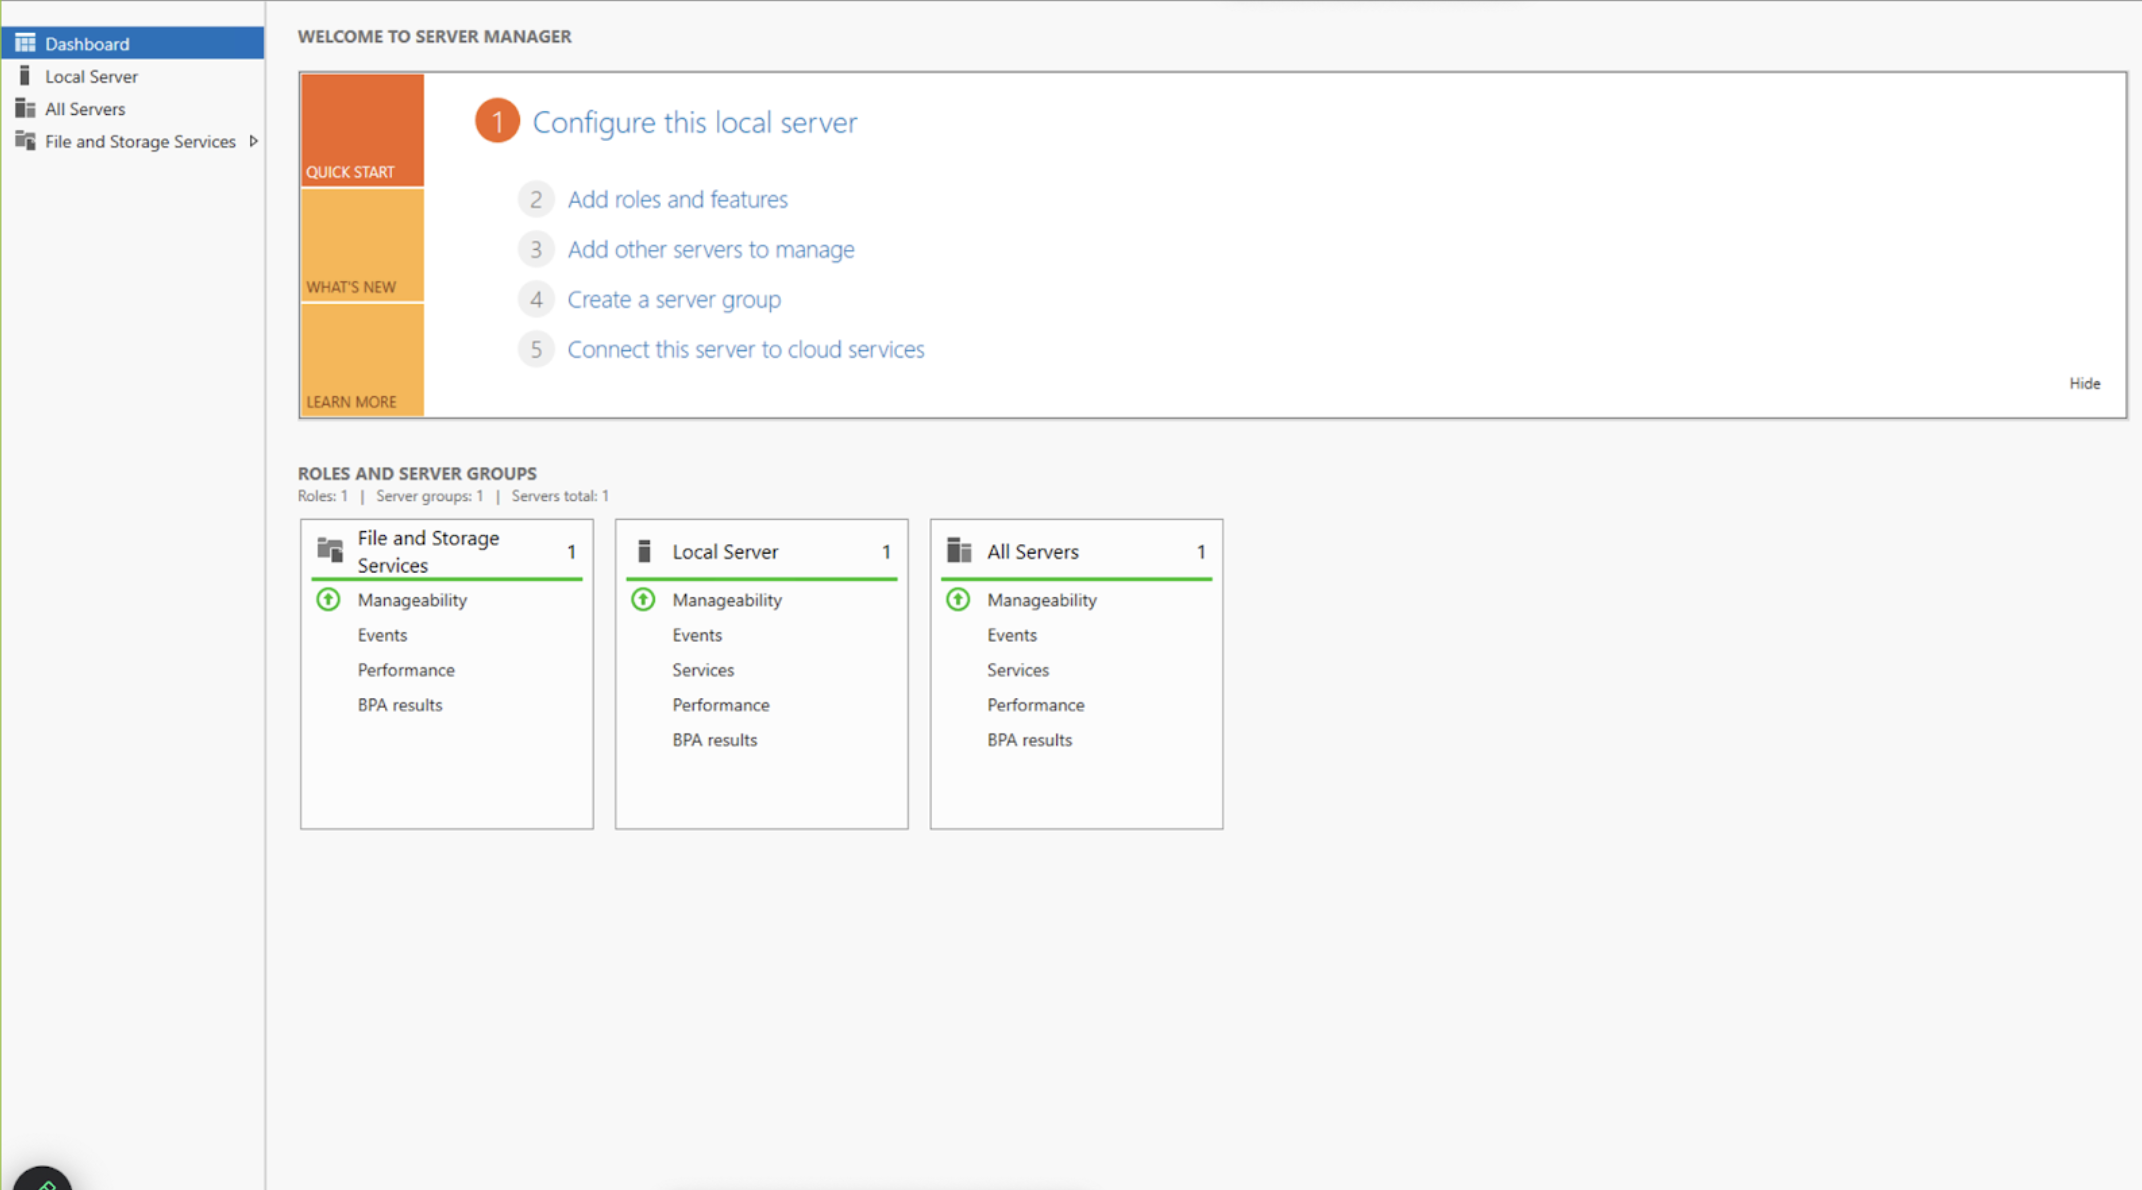 Dashboard
Local Server
All Servers
File and Storage Services
WELCOME TO SERVER MANAGER
QUICK START
WHAT'S NEW
LEARN MORE
1 Configure this local server
2 Add roles and features
3 Add other servers to manage
4 Create a server group
5 Connect this server to cloud services
Hide
ROLES AND SERVER GROUPS
Roles: 1 | Server groups: 1 | Servers total: 1
File and Storage
Services 1
Manageability
Events
Performance
BPA results
Local Server 1
Manageability
Events
Services
Performance
BPA results
All Servers 1
Manageability
Events
Services
Performance
BPA results